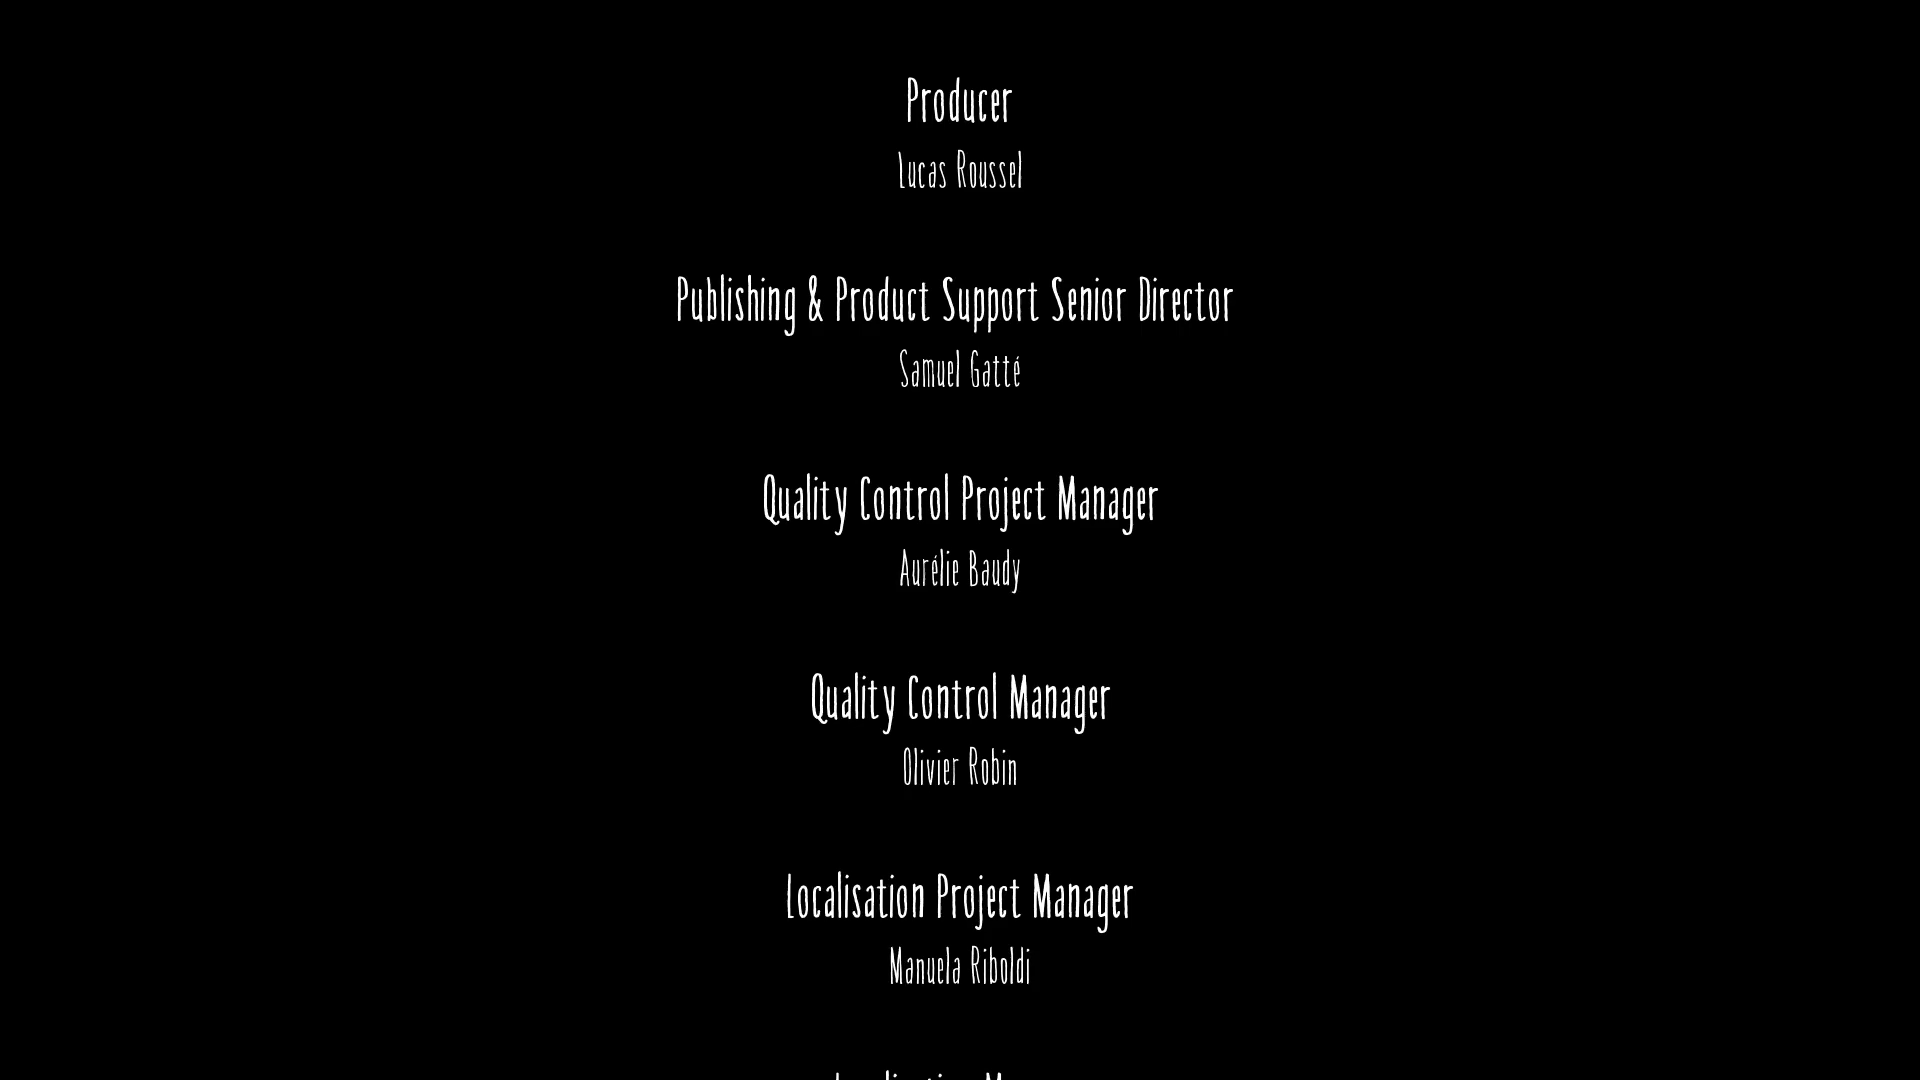 Producer
Lucas Roussel
Publishing & Product Support Senior Director
Samuel Gatté
Quality Control Project Manager
Aurélie Baudy
Quality Control Manager
Olivier Robin
Localisation Project Manager
Manuela Riboldi